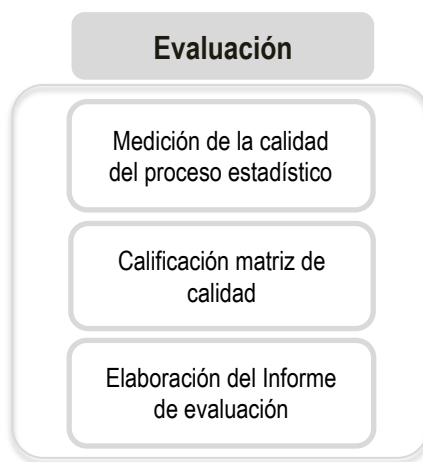 Evaluación
Medición de la calidad
del proceso estadístico
Calificación matriz de
calidad
Elaboración del Informe
de evaluación